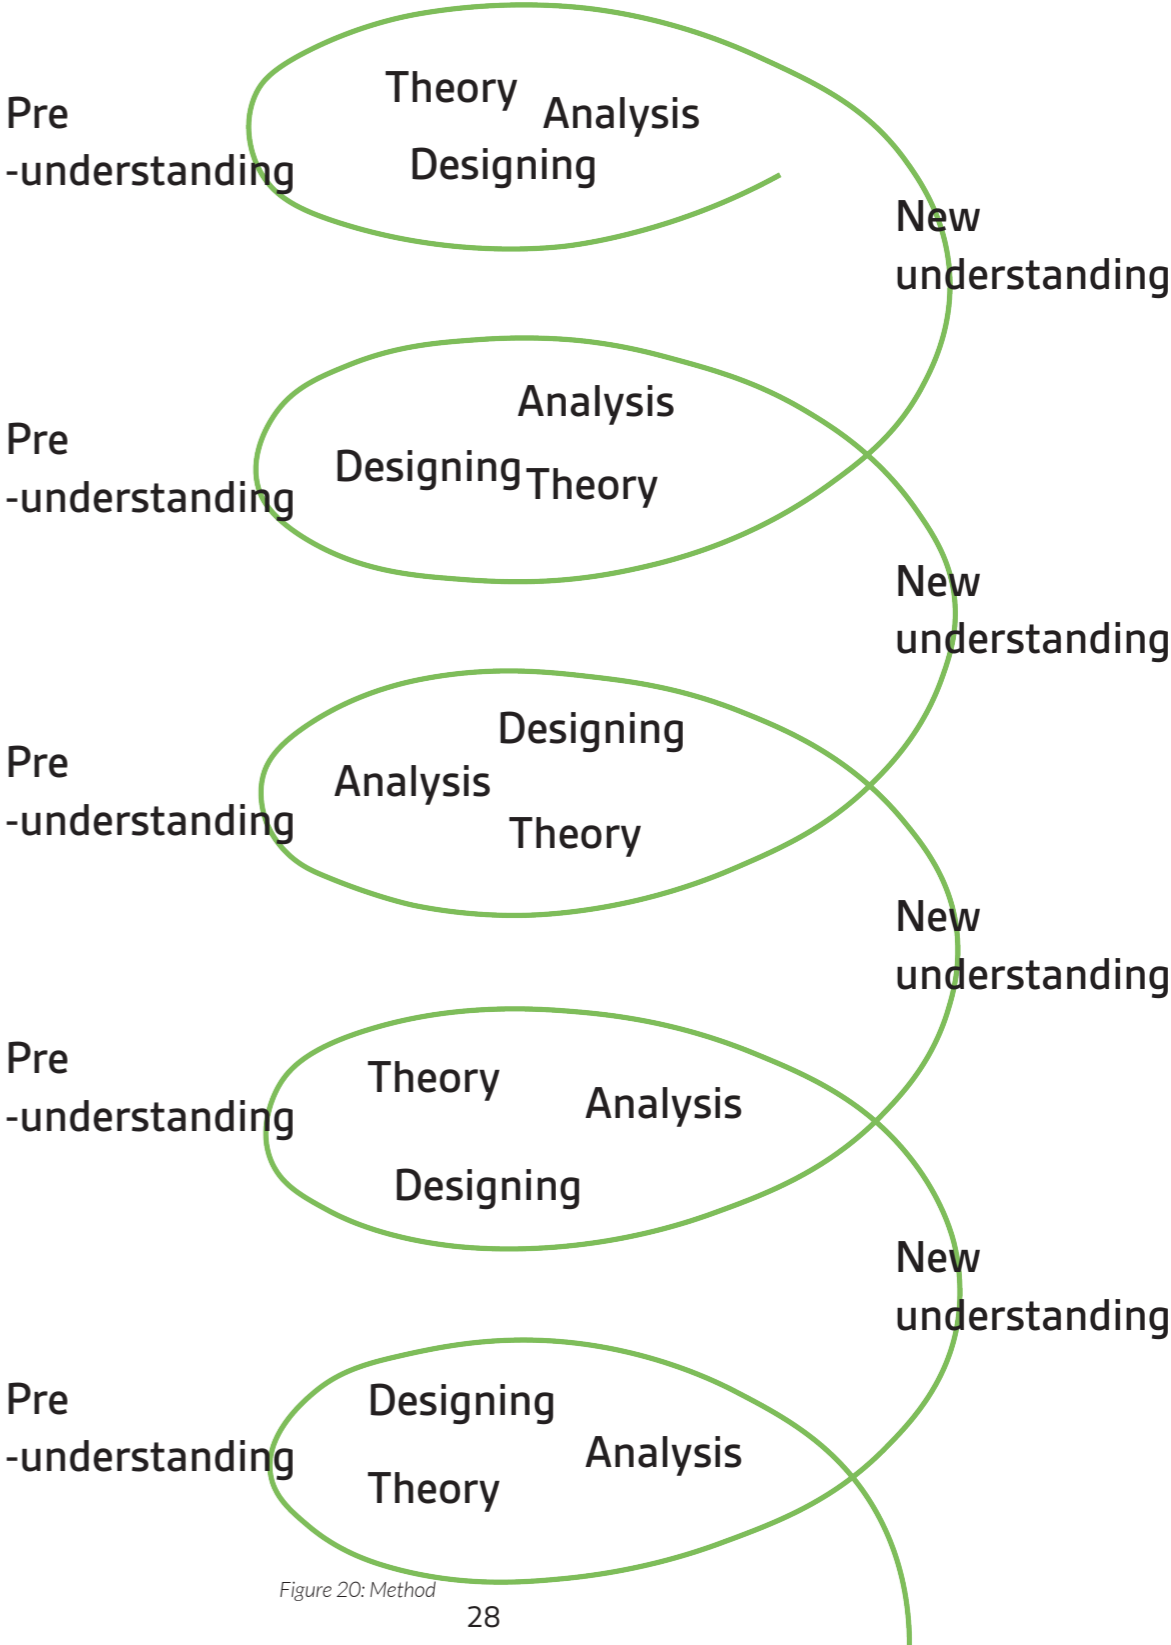 Theory
Analysis
Designing
Pre
-understanding
New
understanding
Analysis
Designing
Theory
Pre
-understanding
New
understanding
Designing
Analysis
Theory
Pre
-understanding
New
understanding
Theory
Analysis
Designing
Pre
-understanding
New
understanding
Designing
Analysis
Theory
Pre
-understanding
Figure 20: Method
28